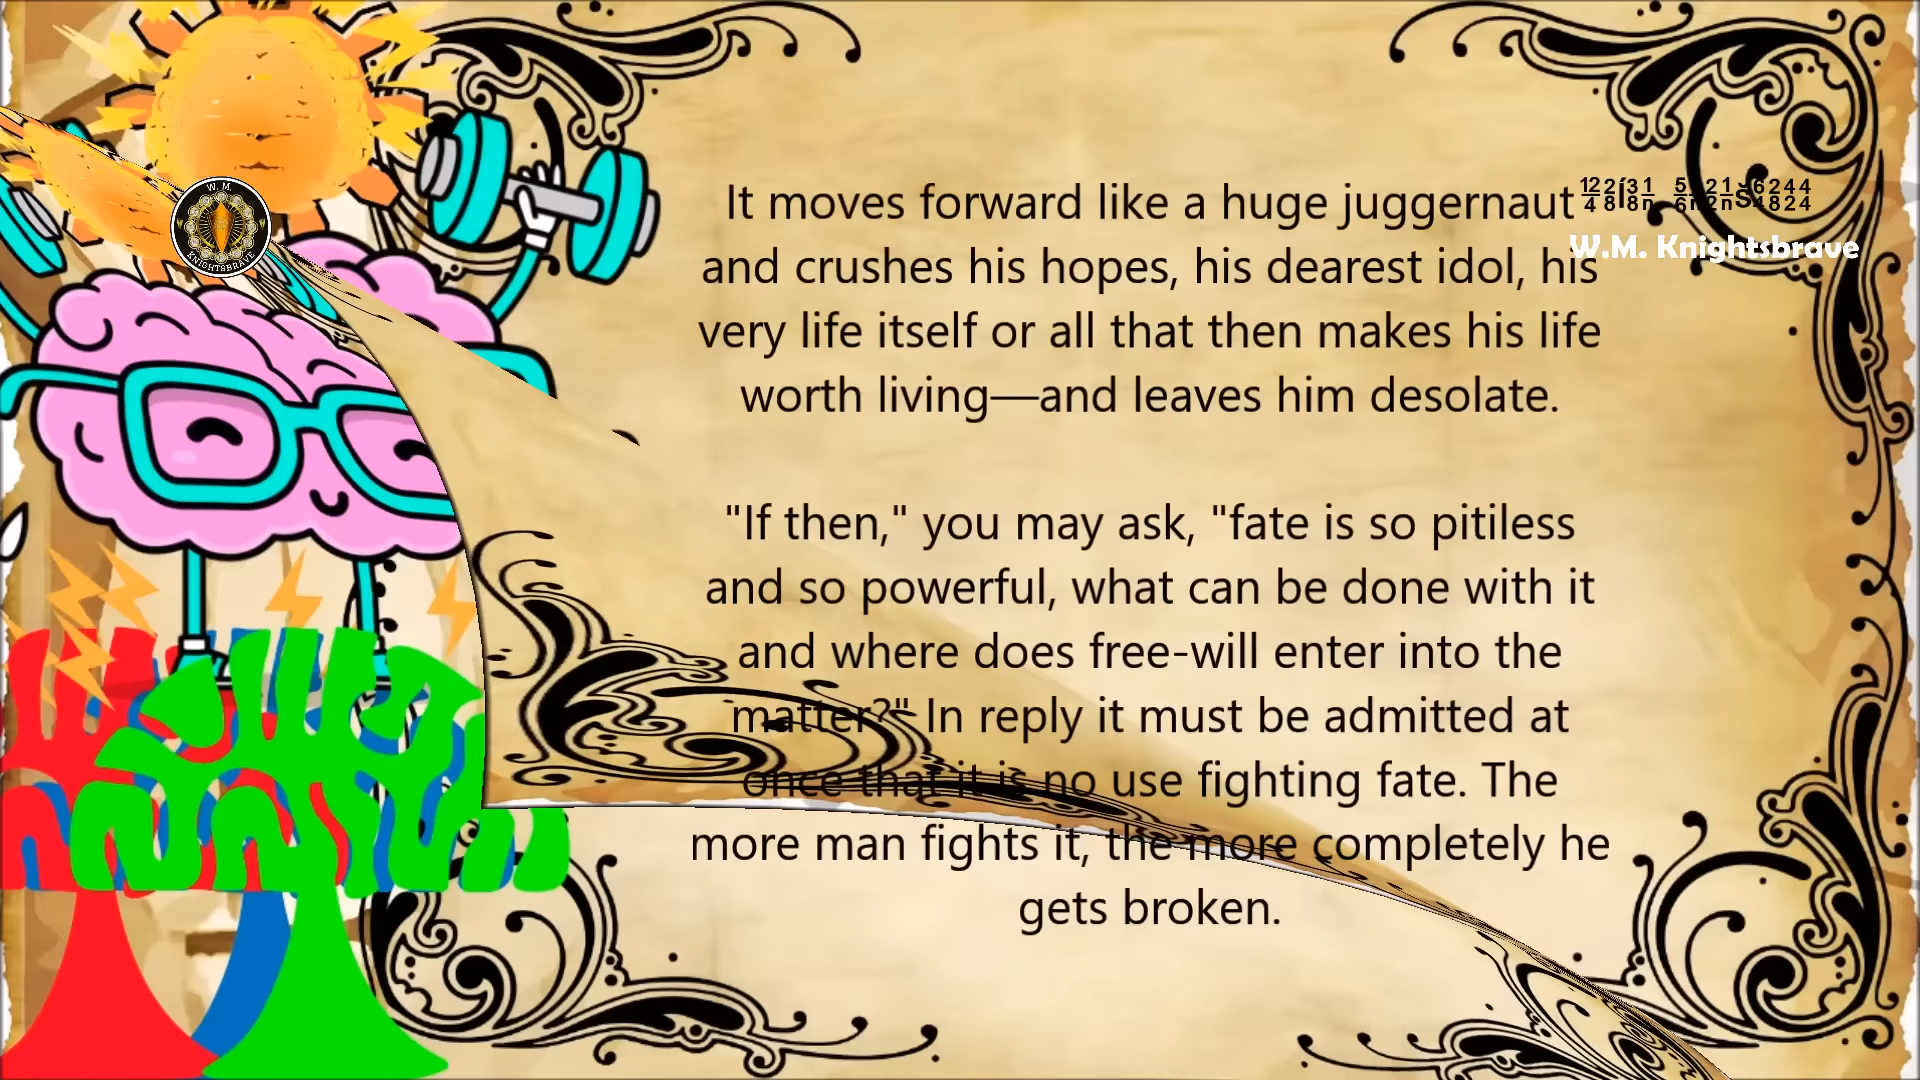 It moves forward like a huge juggernaut
and crushes his hopes, his dearest idol, his
very life itself or all that then makes his life
worth living—and leaves him desolate.
"If then," you may ask, "fate is so pitiless
and so powerful, what can be done with it
and where does free-will enter into the
matter?" In reply it must be admitted at
once that it is no use fighting fate. The
more man fights it, the more completely he
gets broken.
W.M. Knightsbrave
W. M.
KNIGHTSBRAVE